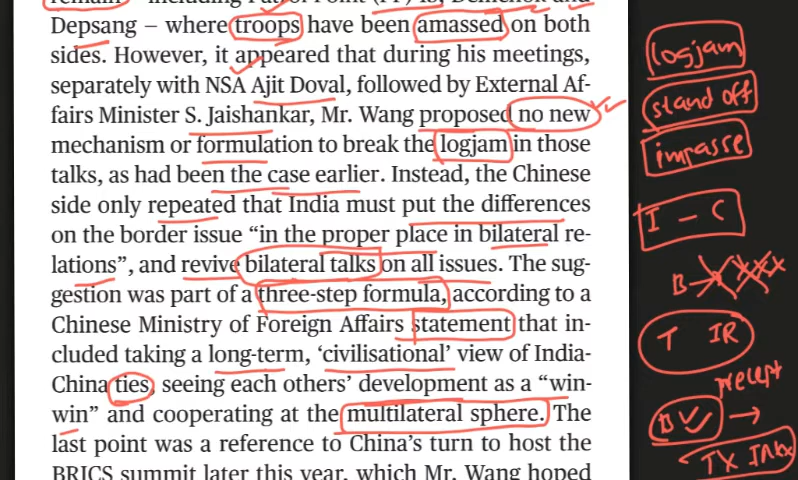 remain – including Patrol Point (PP) 15, Demchok and
Depsang – where troops have been amassed on both
sides. However, it appeared that during his meetings,
separately with NSA Ajit Doval, followed by External Af-
fairs Minister S. Jaishankar, Mr. Wang proposed no new
mechanism or formulation to break the logjam in those
talks, as had been the case earlier. Instead, the Chinese
side only repeated that India must put the differences
on the border issue “in the proper place in bilateral re-
lations”, and revive bilateral talks on all issues. The sug-
gestion was part of a three-step formula, according to a
Chinese Ministry of Foreign Affairs statement that in-
cluded taking a long-term, ‘civilisational’ view of India-
China ties, seeing each others’ development as a “win-
win” and cooperating at the multilateral sphere. The
last point was a reference to China’s turn to host the
BRICS summit later this year, which Mr. Wang hoped
logjam
stand off
impasse
I – C
B
T IR
B
TX